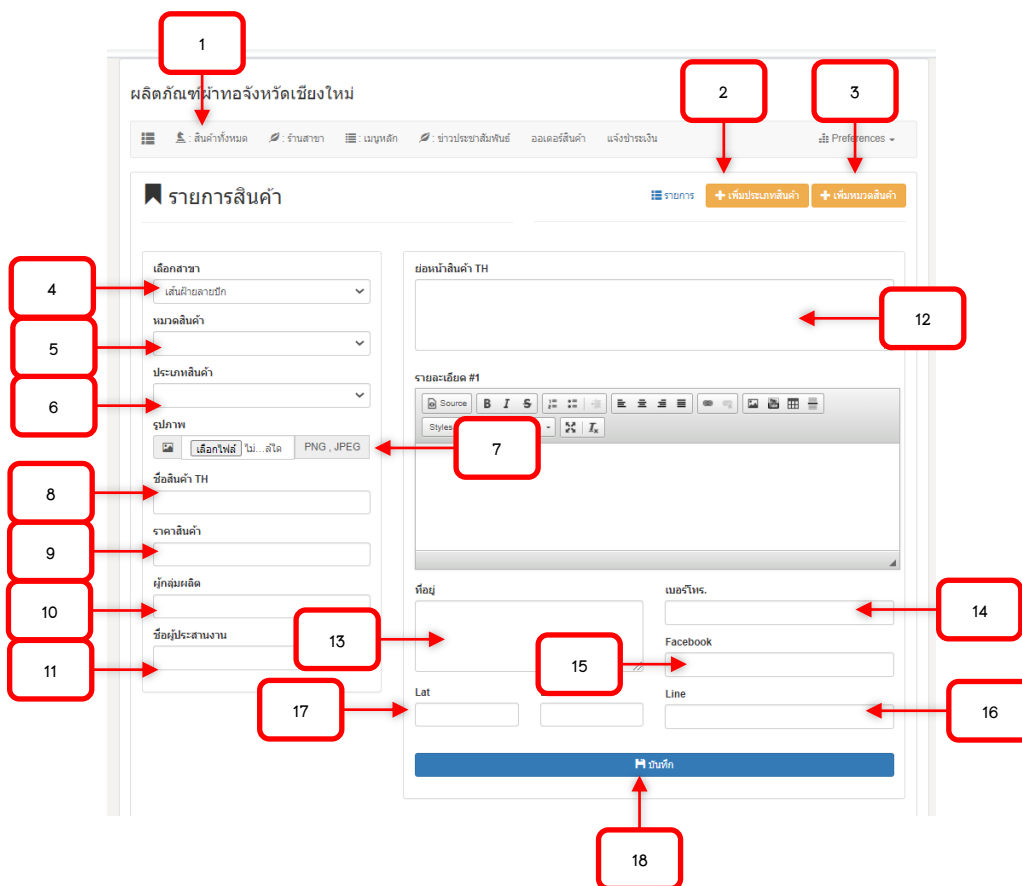 1
ผลิตภัณฑ์ผ้าทอจังหวัดเชียงใหม่
2
3
: สินค้าทั้งหมด : ร้านสาขา : เมนูหลัก : ข่าวประชาสัมพันธ์ ออเดอร์สินค้า แจ้งชำระเงิน Preferences
รายการสินค้า
รายการ
เพิ่มประเภทสินค้า
เพิ่มหมวดสินค้า
เลือกสาขา
4
เส้นฝ้ายลายปัก
หมวดสินค้า
5
ประเภทสินค้า
6
รูปภาพ
เลือกไฟล์ ไม่...ล์ใด PNG , JPEG
7
ชื่อสินค้า TH
8
ราคาสินค้า
9
ผู้กลุ่มผลิต
10
ชื่อผู้ประสานงาน
11
ย่อหน้าสินค้า TH
12
รายละเอียด #1
Source B I S
Styles
ที่อยู่
13
เบอร์โทร.
14
Facebook
15
Lat
17
Line
16
บันทึก
18